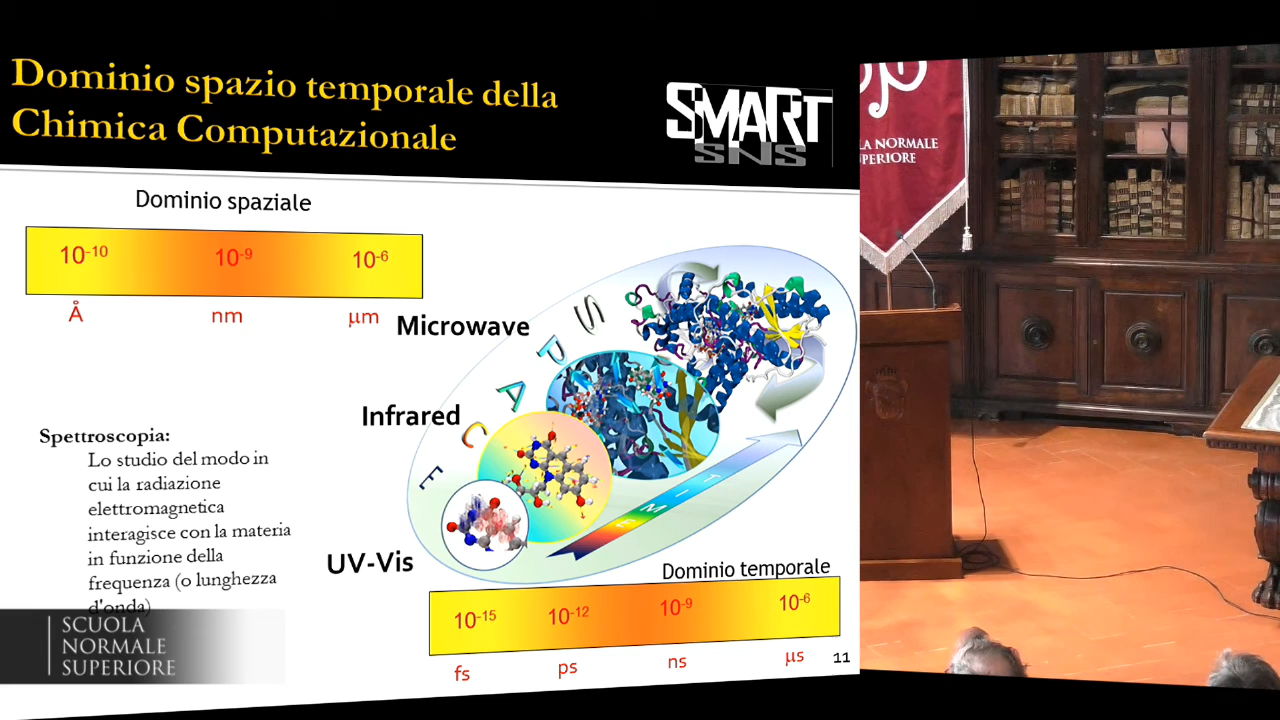 Dominio spazio temporale della
Chimica Computazionale
SMART
SNS
LA NORMALE
PERIORE
Dominio spaziale
10-10 10-9 10-6
Å nm µm
Microwave
Infrared
UV-Vis
SPACE
TIME
Spettroscopia:
Lo studio del modo in
cui la radiazione
elettromagnetica
interagisce con la materia
in funzione della
frequenza (o lunghezza
d'onda)
Dominio temporale
10-15 10-12 10-9 10-6
fs ps ns µs
11
SCUOLA
NORMALE
SUPERIORE